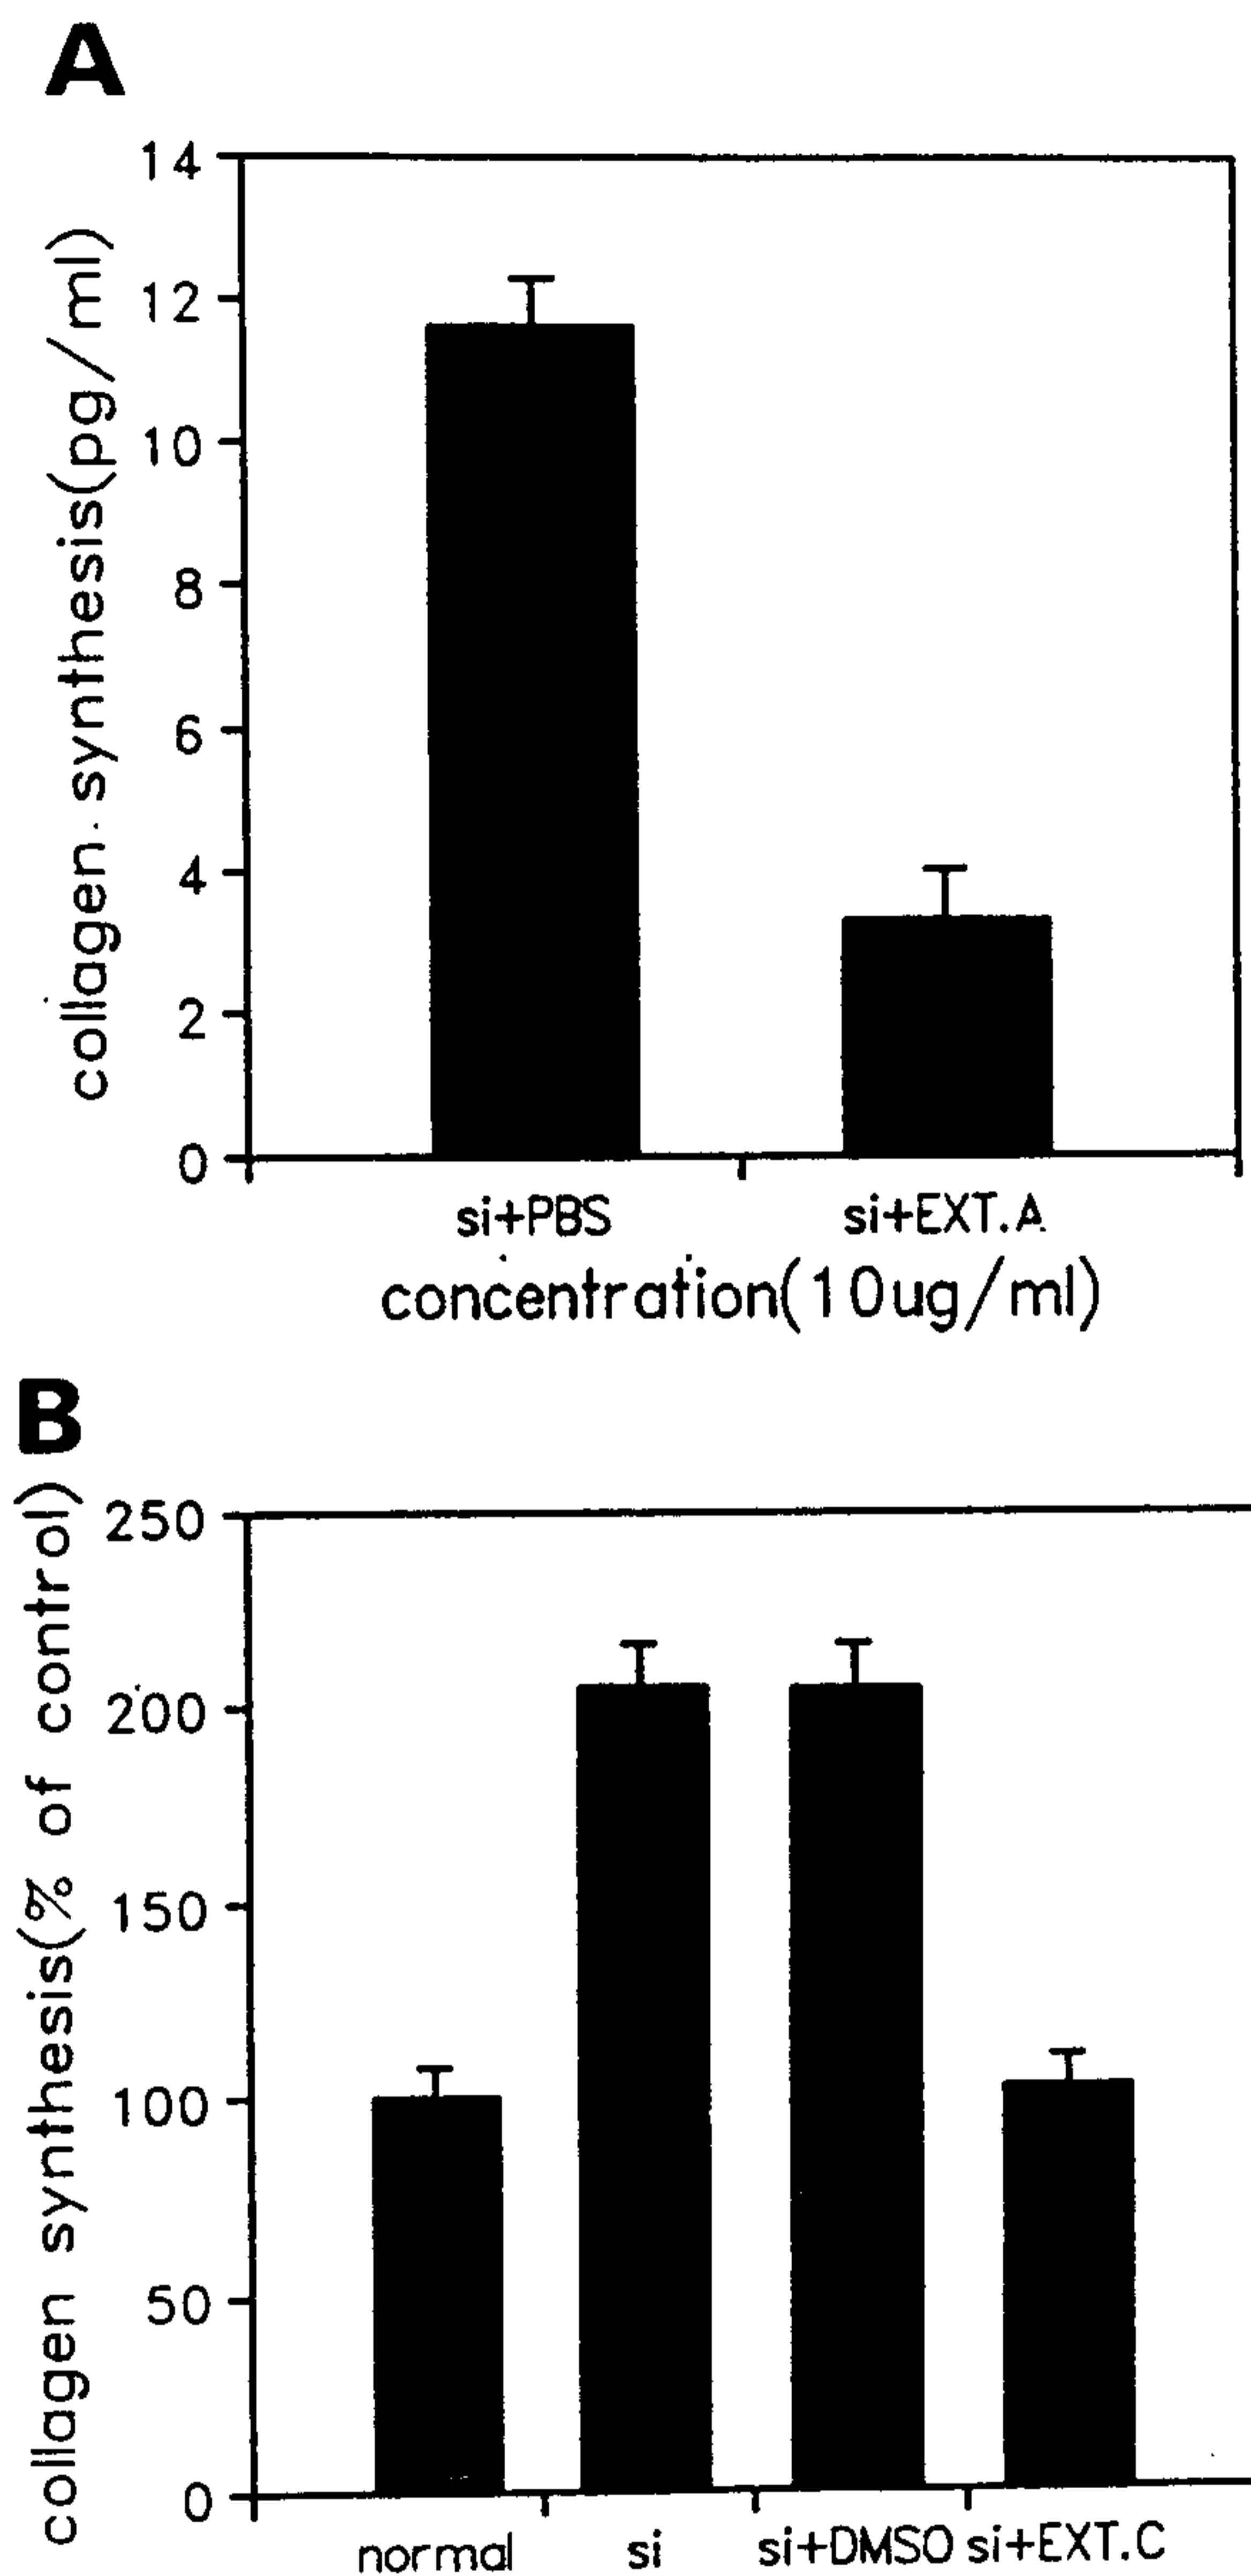 A
14
12
10
8
6
4
2
0
collagen synthesis(pg/ml)
si+PBS si+EXT.A
concentration(10ug/ml)
B
250
200
150
100
50
0
collagen synthesis(% of control)
normal si si+DMSO si+EXT.C